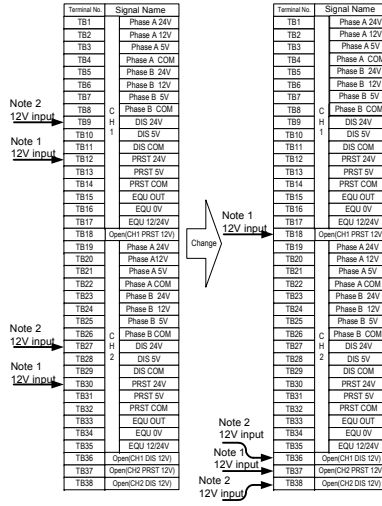 Terminal No. Signal Name
TB1 Phase A 24V
TB2 Phase A 12V
TB3 Phase A 5V
TB4 Phase A COM
TB5 Phase B 24V
TB6 Phase B 12V
TB7 Phase B 5V
TB8 Phase B COM
TB9 DIS 24V
TB10 DIS 5V
TB11 DIS COM
TB12 PRST 24V
TB13 PRST 5V
TB14 PRST COM
TB15 EQU OUT
TB16 EQU 0V
TB17 EQU 12/24V
CH1
TB18 Open(CH1 PRST 12V)
TB19 Phase A 24V
TB20 Phase A12V
TB21 Phase A 5V
TB22 Phase A COM
TB23 Phase B 24V
TB24 Phase B 12V
TB25 Phase B 5V
TB26 Phase B COM
TB27 DIS 24V
TB28 DIS 5V
TB29 DIS COM
TB30 PRST 24V
TB31 PRST 5V
TB32 PRST COM
TB33 EQU OUT
TB34 EQU 0V
TB35 EQU 12/24V
CH2
TB36 Open(CH1 DIS 12V)
TB37 Open(CH2 PRST 12V)
TB38 Open(CH2 DIS 12V)
Note 2
12V input
Note 1
12V input
Note 2
12V input
Note 1
12V input
Change
Terminal No. Signal Name
TB1 Phase A 24V
TB2 Phase A 12V
TB3 Phase A 5V
TB4 Phase A COM
TB5 Phase B 24V
TB6 Phase B 12V
TB7 Phase B 5V
TB8 Phase B COM
TB9 DIS 24V
TB10 DIS 5V
TB11 DIS COM
TB12 PRST 24V
TB13 PRST 5V
TB14 PRST COM
TB15 EQU OUT
TB16 EQU 0V
TB17 EQU 12/24V
CH1
TB18 Open(CH1 PRST 12V)
TB19 Phase A 24V
TB20 Phase A12V
TB21 Phase A 5V
TB22 Phase A COM
TB23 Phase B 24V
TB24 Phase B 12V
TB25 Phase B 5V
TB26 Phase B COM
TB27 DIS 24V
TB28 DIS 5V
TB29 DIS COM
TB30 PRST 24V
TB31 PRST 5V
TB32 PRST COM
TB33 EQU OUT
TB34 EQU 0V
TB35 EQU 12/24V
CH2
TB36 Open(CH1 DIS 12V)
TB37 Open(CH2 PRST 12V)
TB38 Open(CH2 DIS 12V)
Note 1
12V input
Note 2
12V input
Note 1
12V input
Note 2
12V input